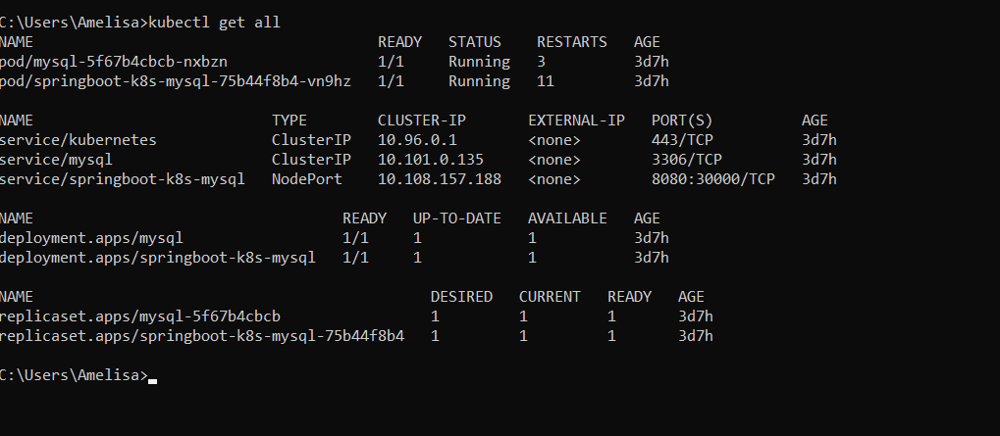 C:\Users\Amelisa>kubectl get all
NAME READY STATUS RESTARTS AGE
pod/mysql-5f67b4cbcb-nxbzn 1/1 Running 3 3d7h
pod/springboot-k8s-mysql-75b44f8b4-vn9hz 1/1 Running 11 3d7h
NAME TYPE CLUSTER-IP EXTERNAL-IP PORT(S) AGE
service/kubernetes ClusterIP 10.96.0.1 <none> 443/TCP 3d7h
service/mysql ClusterIP 10.101.0.135 <none> 3306/TCP 3d7h
service/springboot-k8s-mysql NodePort 10.108.157.188 <none> 8080:30000/TCP 3d7h
NAME READY UP-TO-DATE AVAILABLE AGE
deployment.apps/mysql 1/1 1 1 3d7h
deployment.apps/springboot-k8s-mysql 1/1 1 1 3d7h
NAME DESIRED CURRENT READY AGE
replicaset.apps/mysql-5f67b4cbcb 1 1 1 3d7h
replicaset.apps/springboot-k8s-mysql-75b44f8b4 1 1 1 3d7h
C:\Users\Amelisa>